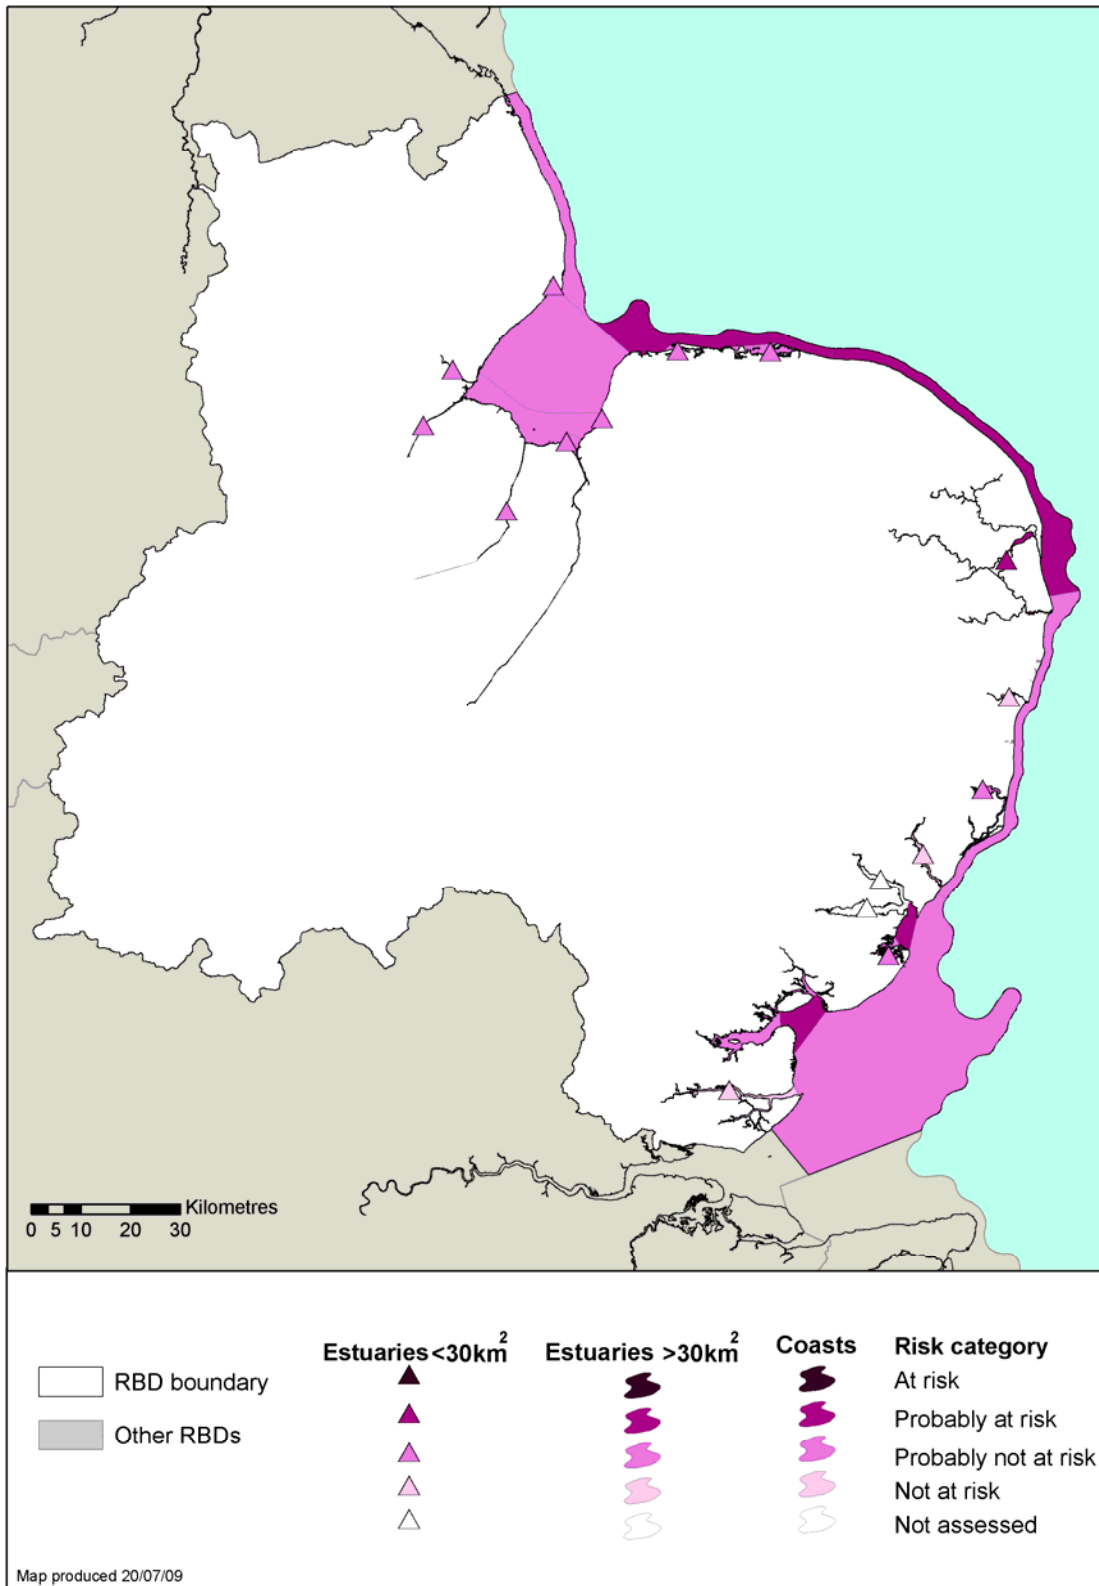 Kilometres
0 5 10 20 30
Estuaries <30km2
Estuaries >30km2
Coasts
Risk category
RBD boundary
Other RBDs
At risk
Probably at risk
Probably not at risk
Not at risk
Not assessed
Map produced 20/07/09